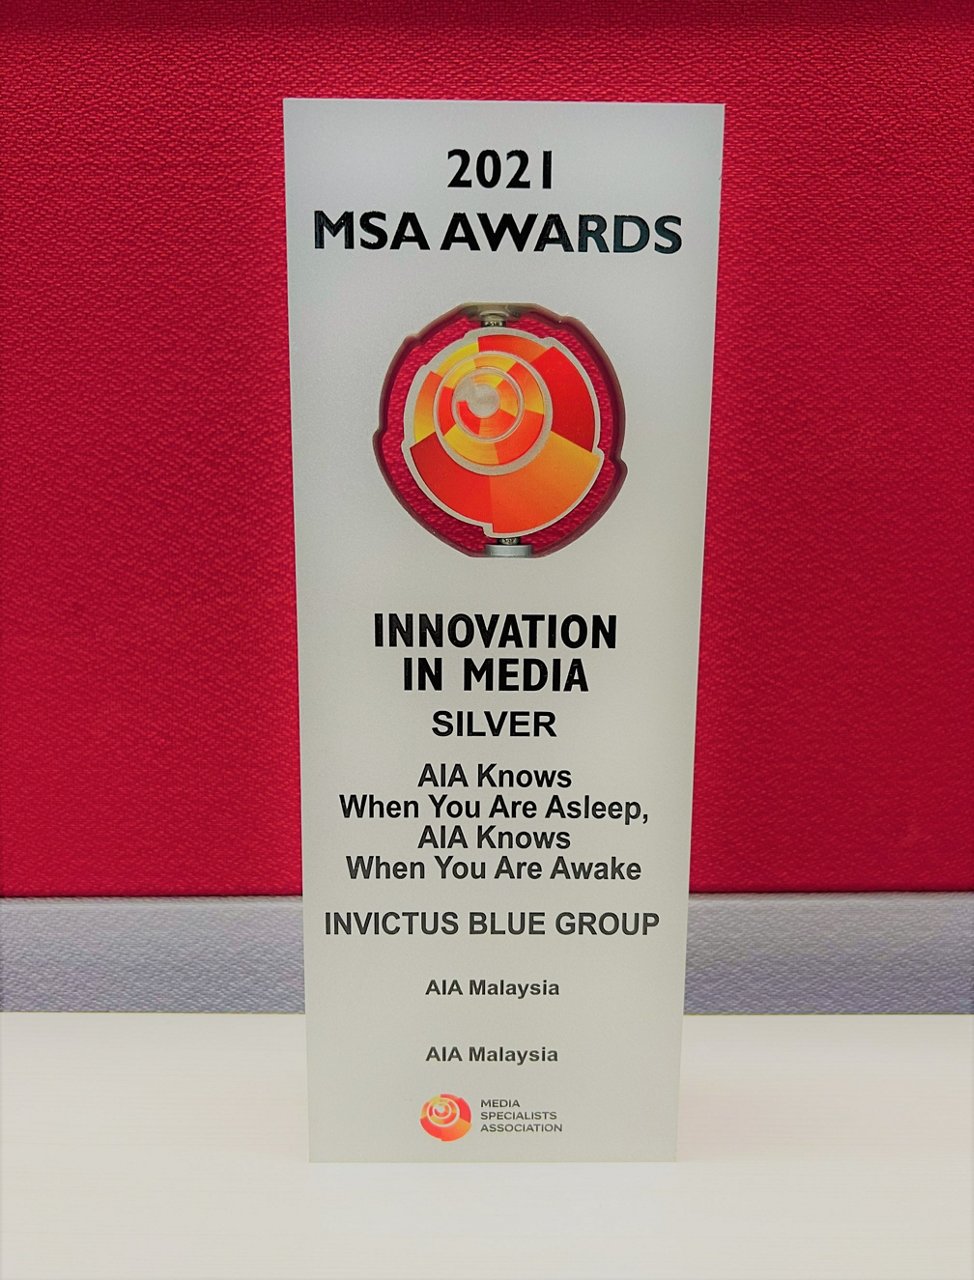 2021
MSA AWARDS
INNOVATION
IN MEDIA
SILVER
AIA Knows
When You Are Asleep,
AIA Knows
When You Are Awake
INVICTUS BLUE GROUP
AIA Malaysia
AIA Malaysia
MEDIA
SPECIALISTS
ASSOCIATION